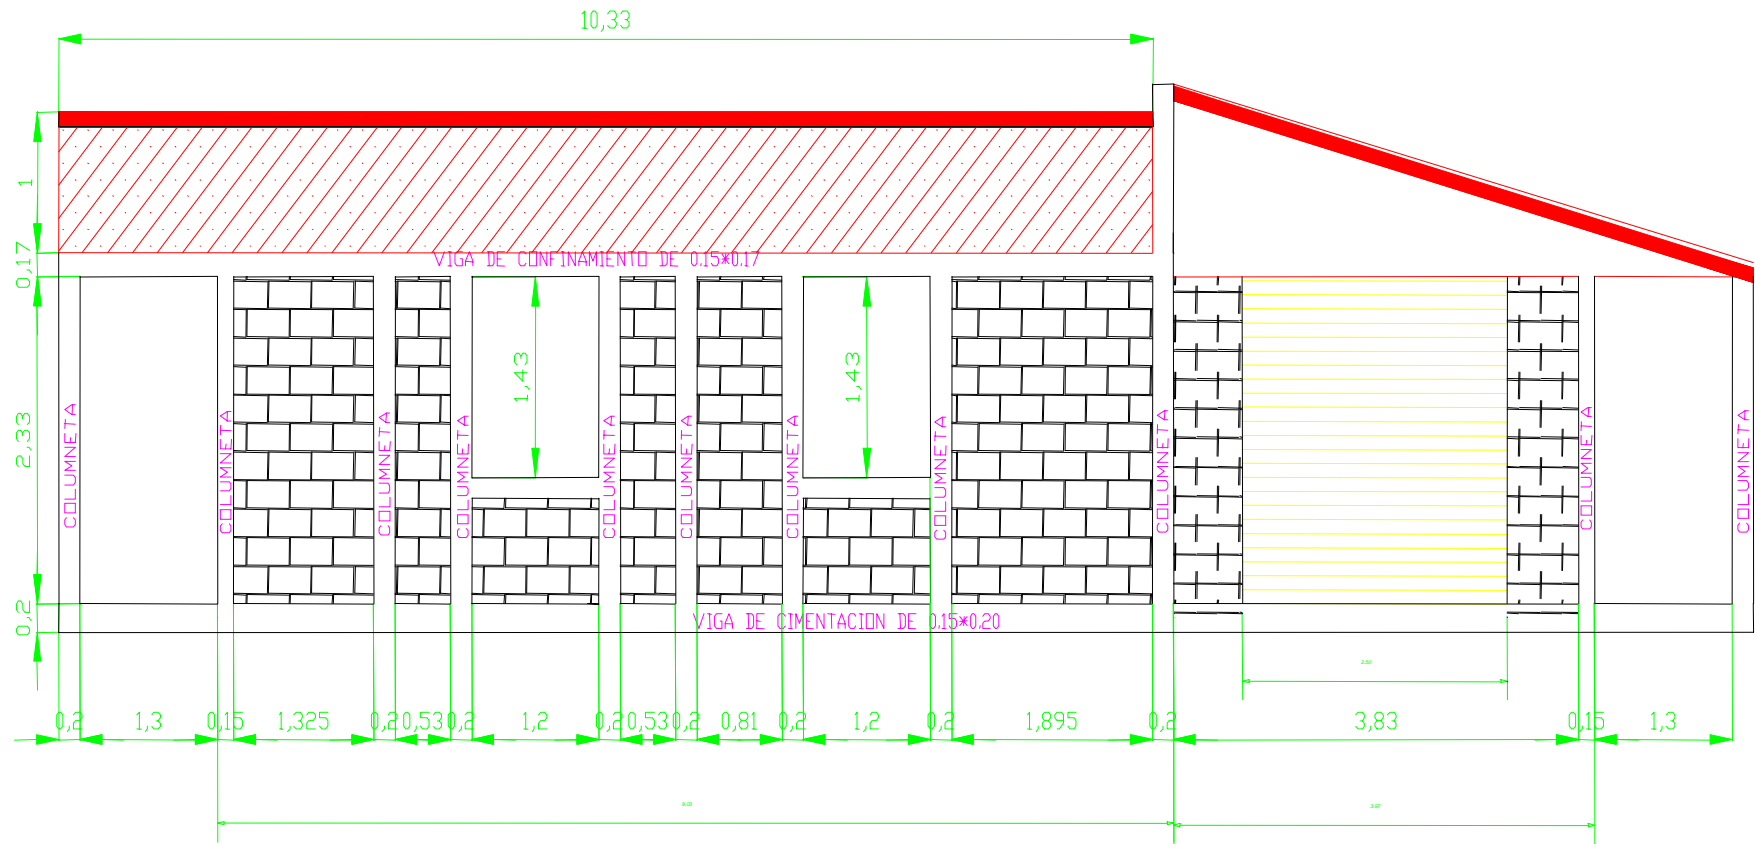 10,33
1
0,17
VIGA DE CONFINAMIENTO DE 0.15*0.17
1,43
1,43
2,33
COLUMNETA
COLUMNETA
COLUMNETA
COLUMNETA
COLUMNETA
COLUMNETA
COLUMNETA
COLUMNETA
COLUMNETA
COLUMNETA
COLUMNETA
0,2
VIGA DE CIMENTACION DE 0.15*0.20
0,2 1,3 0,15 1,325 0,2 0,53 0,2 1,2 0,2 0,53 0,2 0,81 0,2 1,2 0,2 1,895 0,2 3,83 0,15 1,3